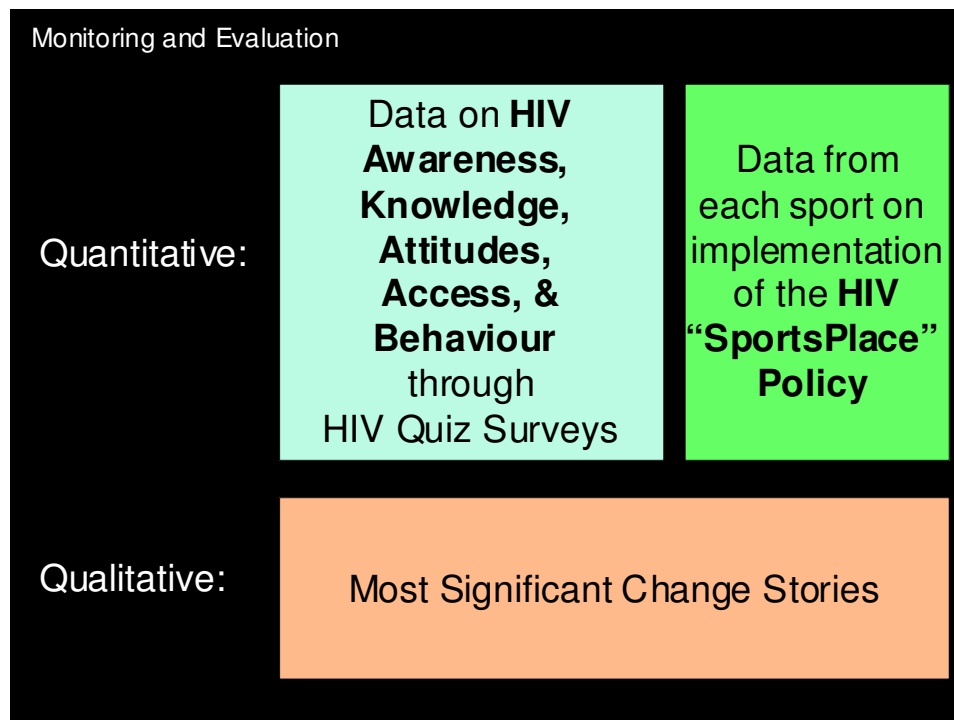 Monitoring and Evaluation
Quantitative:
Data on HIV
Awareness,
Knowledge,
Attitudes,
Access, &
Behaviour
through
HIV Quiz Surveys
Data from
each sport on
implementation
of the HIV
“SportsPlace”
Policy
Qualitative:
Most Significant Change Stories